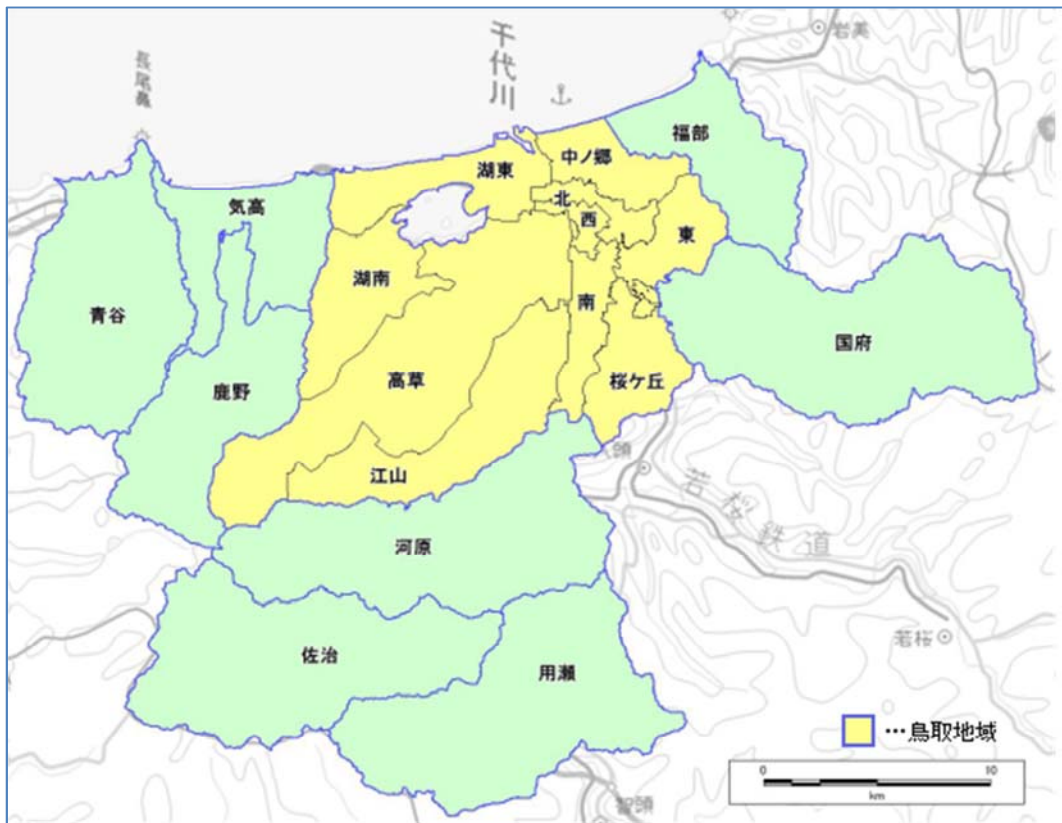 岩美
千代川
長尾鼻
福部
中ノ郷
湖東
北
西
東
気高
湖南
南
青谷
国府
高草
桜ケ丘
鹿野
江山
若桜鉄道
河原
若桜
佐治
用瀬
…鳥取地域
0 10
km
智頭